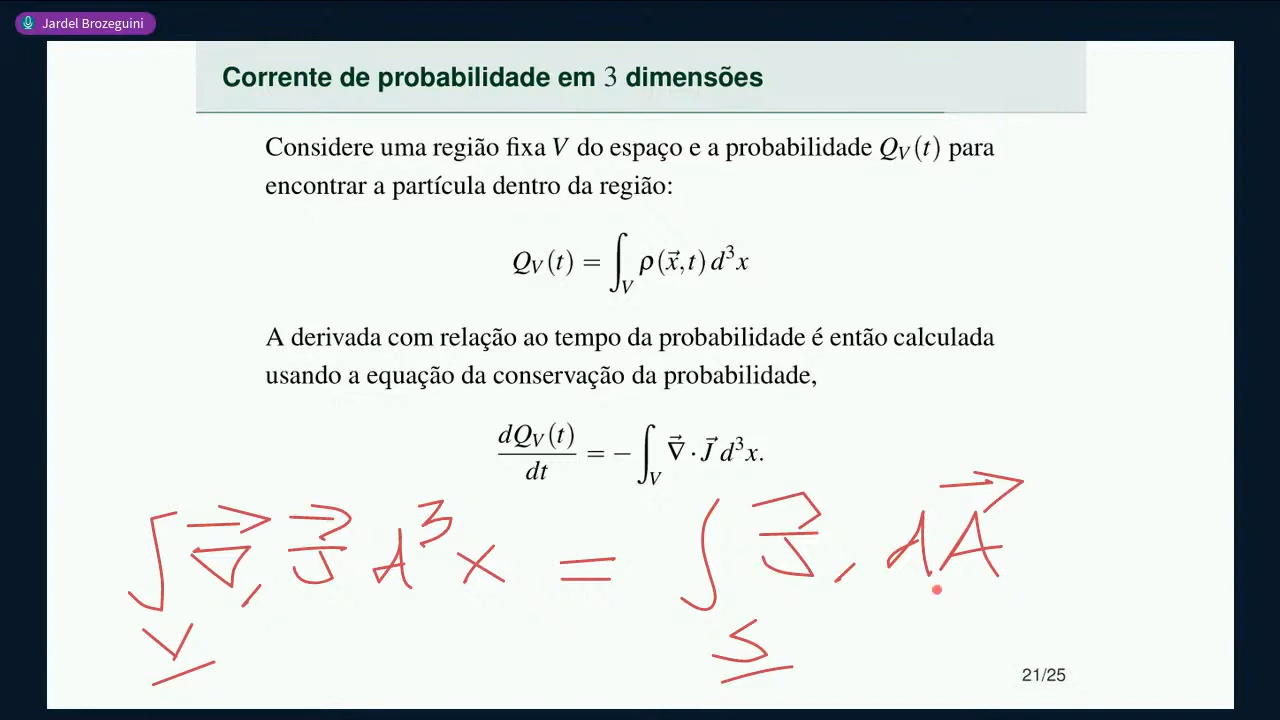 Jardel Brozeguini
Corrente de probabilidade em 3 dimensões
Considere uma região fixa V do espaço e a probabilidade Q_V(t) para
encontrar a partícula dentro da região:
Q_V(t) = ∫_V ρ(x⃗,t) d³x
A derivada com relação ao tempo da probabilidade é então calculada
usando a equação da conservação da probabilidade,
dQ_V(t)/dt = − ∫_V ∇⃗ · J⃗ d³x.
∫_V ∇⃗ · J⃗ d³x = ∫_S J⃗ · dA⃗
21/25